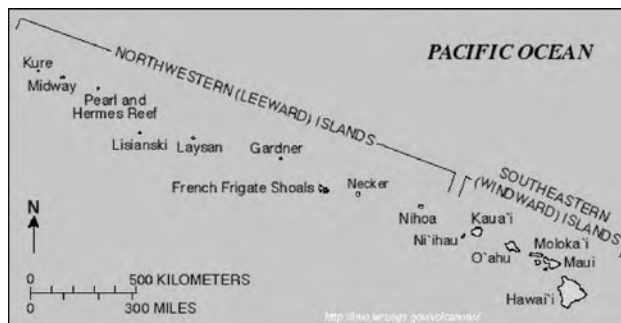 PACIFIC OCEAN
NORTHWESTERN (LEEWARD) ISLANDS
SOUTHEASTERN
(WINDWARD) ISLANDS
Kure
Midway
Pearl and
Hermes Reef
Lisianski
Laysan
Gardner
French Frigate Shoals
Necker
Nihoa
Ni`ihau
Kaua`i
O`ahu
Moloka`i
Maui
Hawai`i
N
0 500 KILOMETERS
0 300 MILES